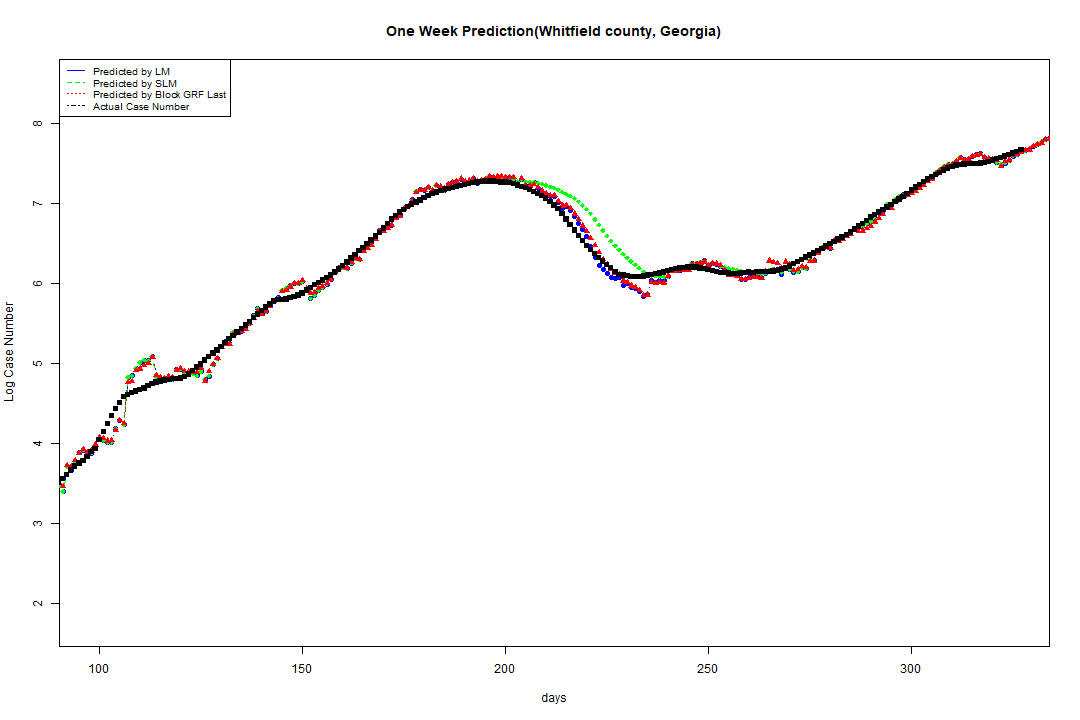 One Week Prediction(Whitfield county, Georgia)
Predicted by LM
Predicted by SLM
Predicted by Block GRF Last
Actual Case Number
8
7
6
5
4
3
2
Log Case Number
100 150 200 250 300
days